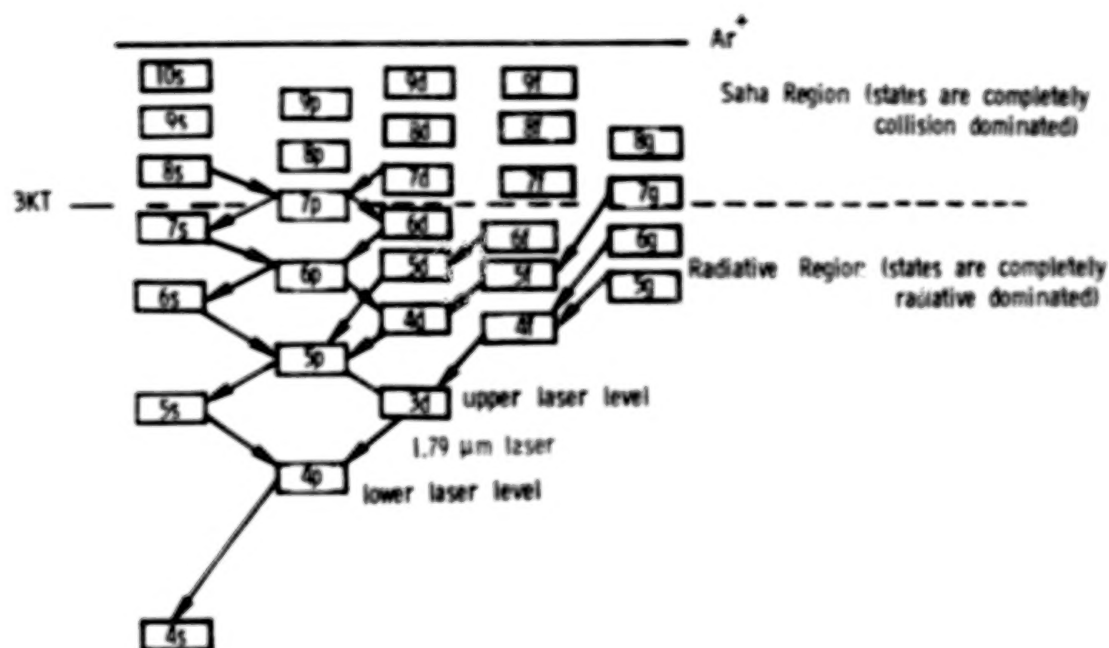 Ar+
10s
9d
9f
Saha Region (states are completely
collision dominated)
9p
9s
8d
8f
8g
8p
8s
7d
7f
7g
3KT
7p
7s
6d
6f
6g
6p
5d
5f
5g
Radiative Region (states are completely
radiative dominated)
6s
4d
4f
5p
5s
3d
upper laser level
1.79 μm laser
4p
lower laser level
4s